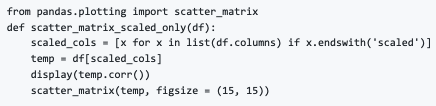 from pandas.plotting import scatter_matrix
def scatter_matrix_scaled_only(df):
    scaled_cols = [x for x in list(df.columns) if x.endswith('scaled')]
    temp = df[scaled_cols]
    display(temp.corr())
    scatter_matrix(temp, figsize = (15, 15))